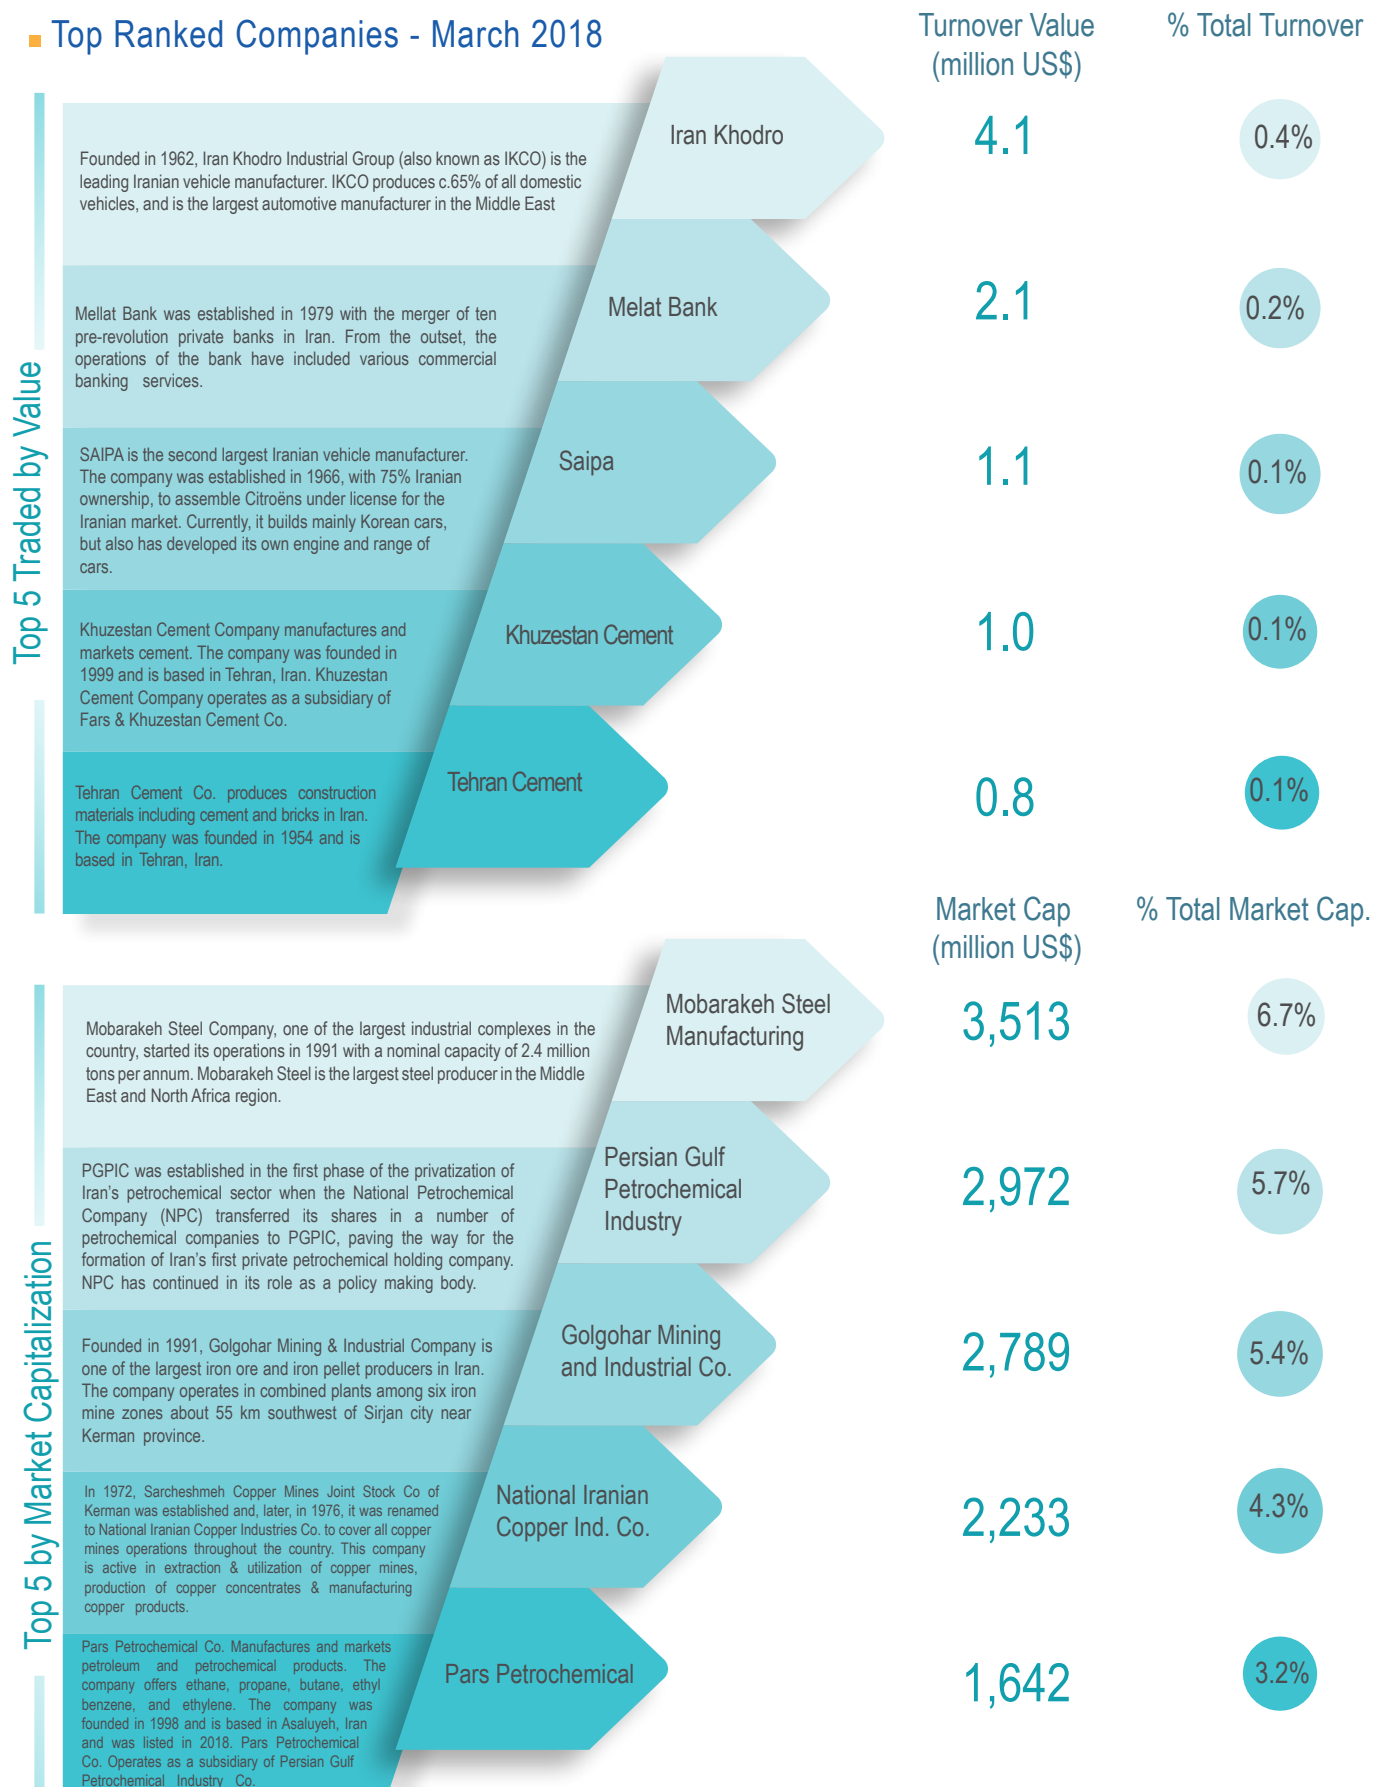 Top Ranked Companies - March 2018
Turnover Value
(million US$)
% Total Turnover
Top 5 Traded by Value
Founded in 1962, Iran Khodro Industrial Group (also known as IKCO) is the
leading Iranian vehicle manufacturer. IKCO produces c.65% of all domestic
vehicles, and is the largest automotive manufacturer in the Middle East
Iran Khodro
4.1
0.4%
Mellat Bank was established in 1979 with the merger of ten
pre-revolution private banks in Iran. From the outset, the
operations of the bank have included various commercial
banking services.
Melat Bank
2.1
0.2%
SAIPA is the second largest Iranian vehicle manufacturer.
The company was established in 1966, with 75% Iranian
ownership, to assemble Citroëns under license for the
Iranian market. Currently, it builds mainly Korean cars,
but also has developed its own engine and range of
cars.
Saipa
1.1
0.1%
Khuzestan Cement Company manufactures and
markets cement. The company was founded in
1999 and is based in Tehran, Iran. Khuzestan
Cement Company operates as a subsidiary of
Fars & Khuzestan Cement Co.
Khuzestan Cement
1.0
0.1%
Tehran Cement Co. produces construction
materials including cement and bricks in Iran.
The company was founded in 1954 and is
based in Tehran, Iran.
Tehran Cement
0.8
0.1%
Market Cap
(million US$)
% Total Market Cap.
Top 5 by Market Capitalization
Mobarakeh Steel Company, one of the largest industrial complexes in the
country, started its operations in 1991 with a nominal capacity of 2.4 million
tons per annum. Mobarakeh Steel is the largest steel producer in the Middle
East and North Africa region.
Mobarakeh Steel
Manufacturing
3,513
6.7%
PGPIC was established in the first phase of the privatization of
Iran's petrochemical sector when the National Petrochemical
Company (NPC) transferred its shares in a number of
petrochemical companies to PGPIC, paving the way for the
formation of Iran's first private petrochemical holding company.
NPC has continued in its role as a policy making body.
Persian Gulf
Petrochemical
Industry
2,972
5.7%
Founded in 1991, Golgohar Mining & Industrial Company is
one of the largest iron ore and iron pellet producers in Iran.
The company operates in combined plants among six iron
mine zones about 55 km southwest of Sirjan city near
Kerman province.
Golgohar Mining
and Industrial Co.
2,789
5.4%
In 1972, Sarcheshmeh Copper Mines Joint Stock Co of
Kerman was established and, later, in 1976, it was renamed
to National Iranian Copper Industries Co. to cover all copper
mines operations throughout the country. This company
is active in extraction & utilization of copper mines,
production of copper concentrates & manufacturing
copper products.
National Iranian
Copper Ind. Co.
2,233
4.3%
Pars Petrochemical Co. Manufactures and markets
petroleum and petrochemical products. The
company offers ethane, propane, butane, ethyl
benzene, and ethylene. The company was
founded in 1998 and is based in Asaluyeh, Iran
and was listed in 2018. Pars Petrochemical
Co. Operates as a subsidiary of Persian Gulf
Petrochemical Industry Co.
Pars Petrochemical
1,642
3.2%